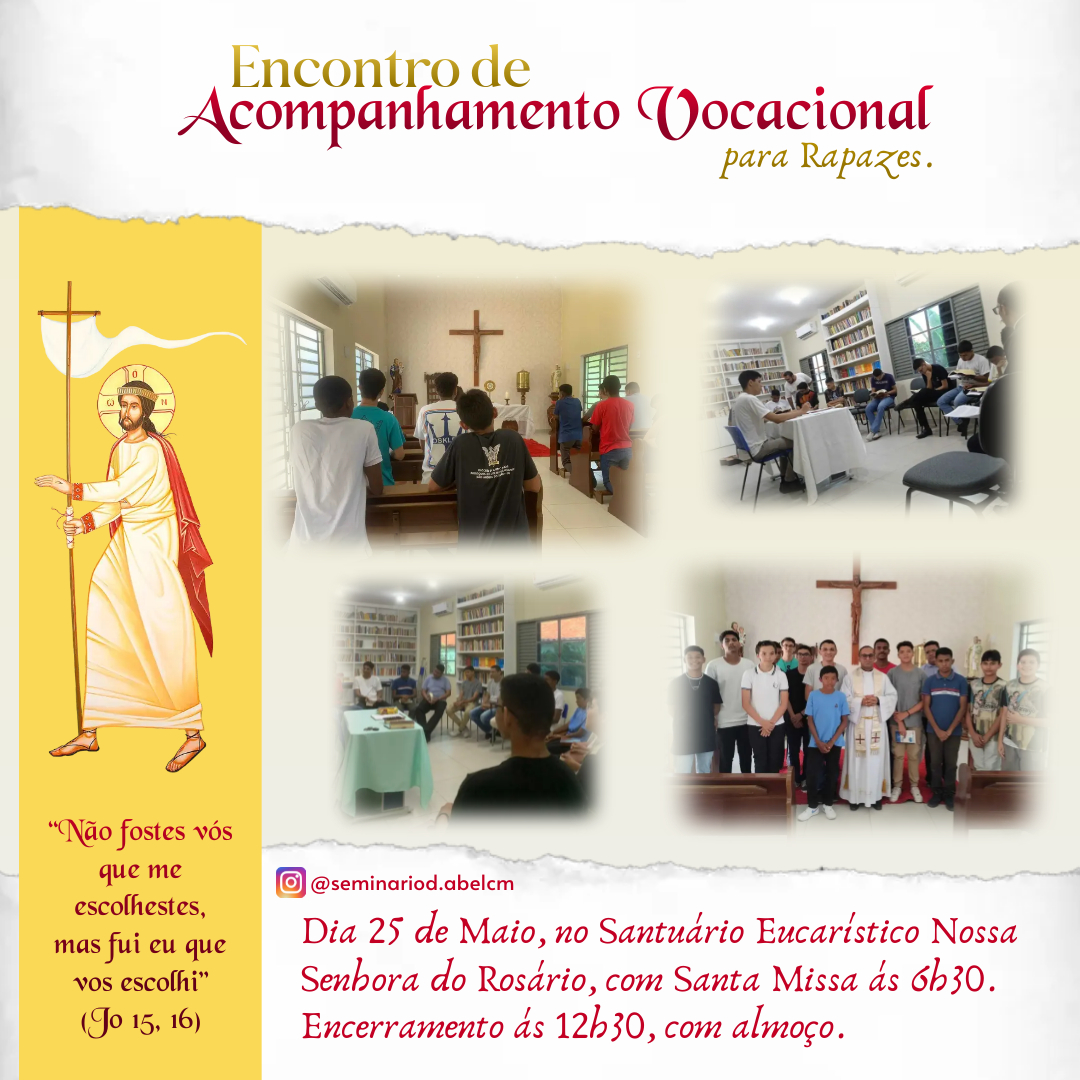 Encontro de
Acompanhamento Vocacional
para Rapazes.
“Não fostes vós
que me
escolhestes,
mas fui eu que
vos escolhi”
(Jo 15, 16)
@seminariod.abelcm
Dia 25 de Maio, no Santuário Eucarístico Nossa
Senhora do Rosário, com Santa Missa ás 6h30.
Encerramento ás 12h30, com almoço.